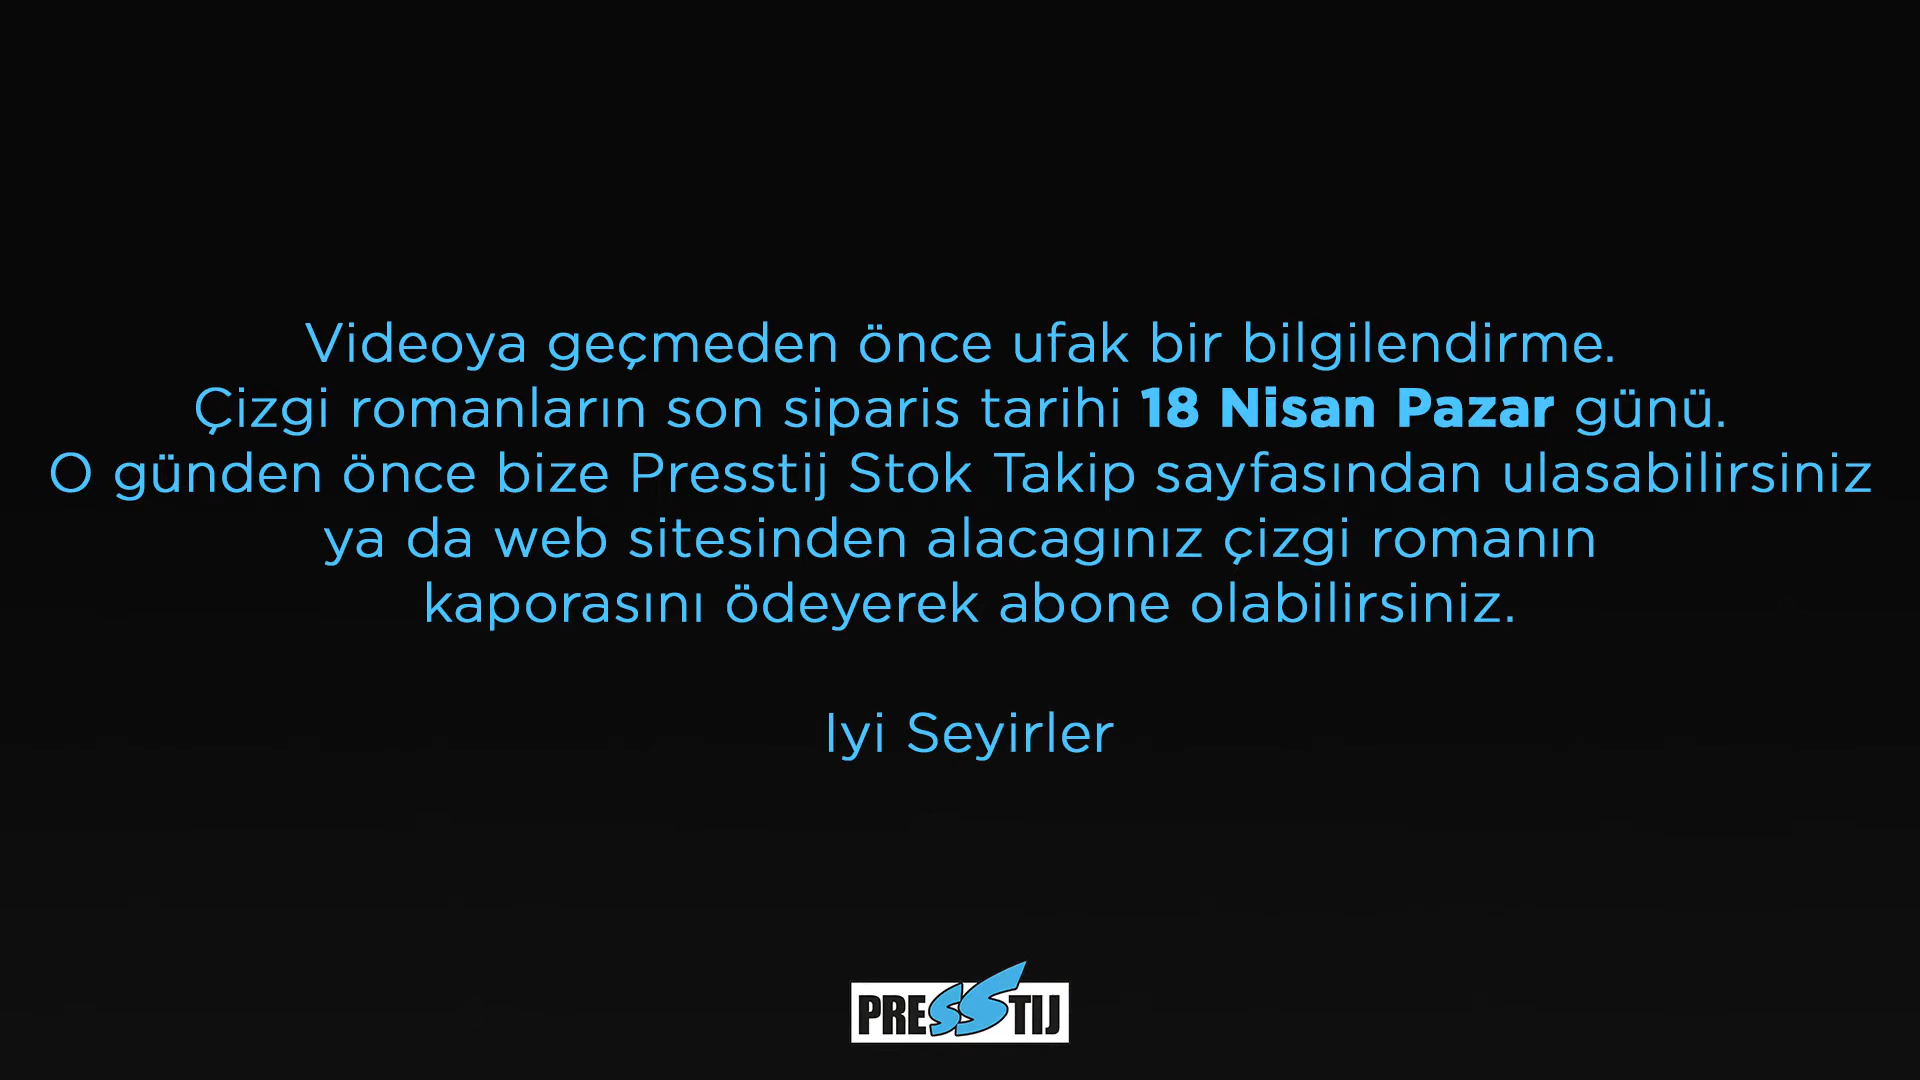 Videoya geçmeden önce ufak bir bilgilendirme.
Çizgi romanların son siparis tarihi 18 Nisan Pazar günü.
O günden önce bize Presstij Stok Takip sayfasından ulasabilirsiniz
ya da web sitesinden alacagınız çizgi romanın
kaporasını ödeyerek abone olabilirsiniz.
Iyi Seyirler
PRESSTIJ